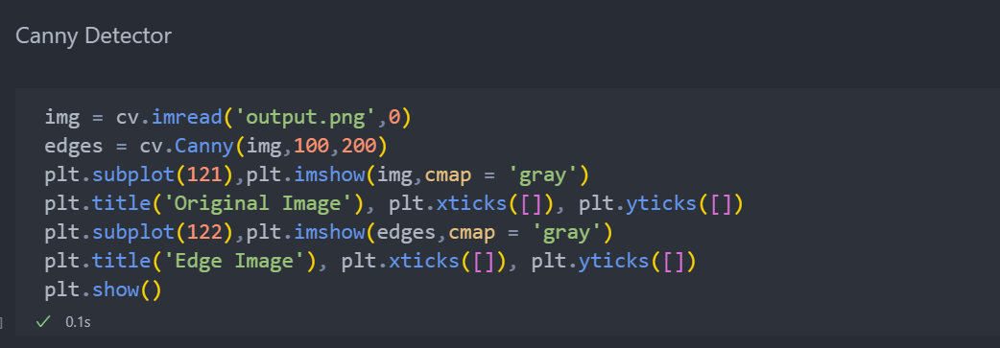 Canny Detector
img = cv.imread('output.png',0)
edges = cv.Canny(img,100,200)
plt.subplot(121),plt.imshow(img,cmap = 'gray')
plt.title('Original Image'), plt.xticks([]), plt.yticks([])
plt.subplot(122),plt.imshow(edges,cmap = 'gray')
plt.title('Edge Image'), plt.xticks([]), plt.yticks([])
plt.show()
] ✓ 0.1s